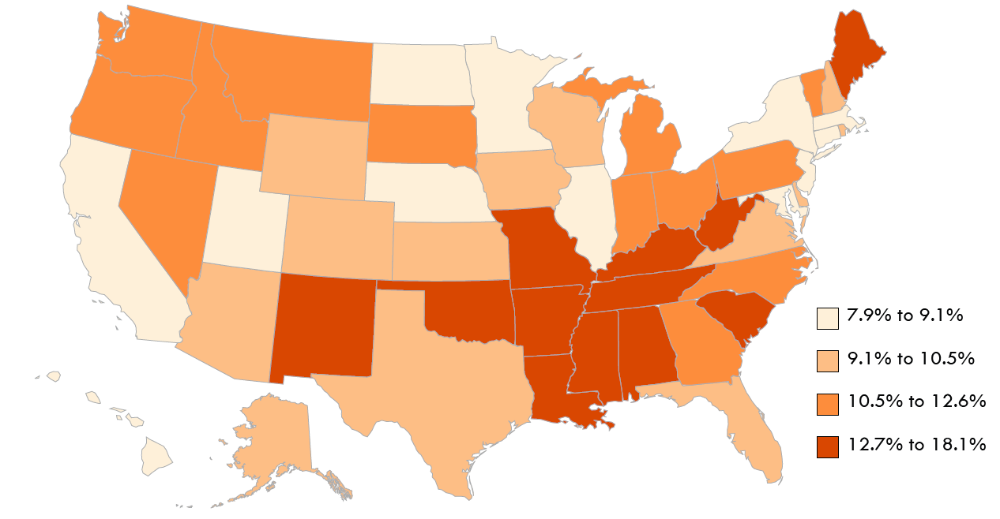 7.9% to 9.1%
9.1% to 10.5%
10.5% to 12.6%
12.7% to 18.1%